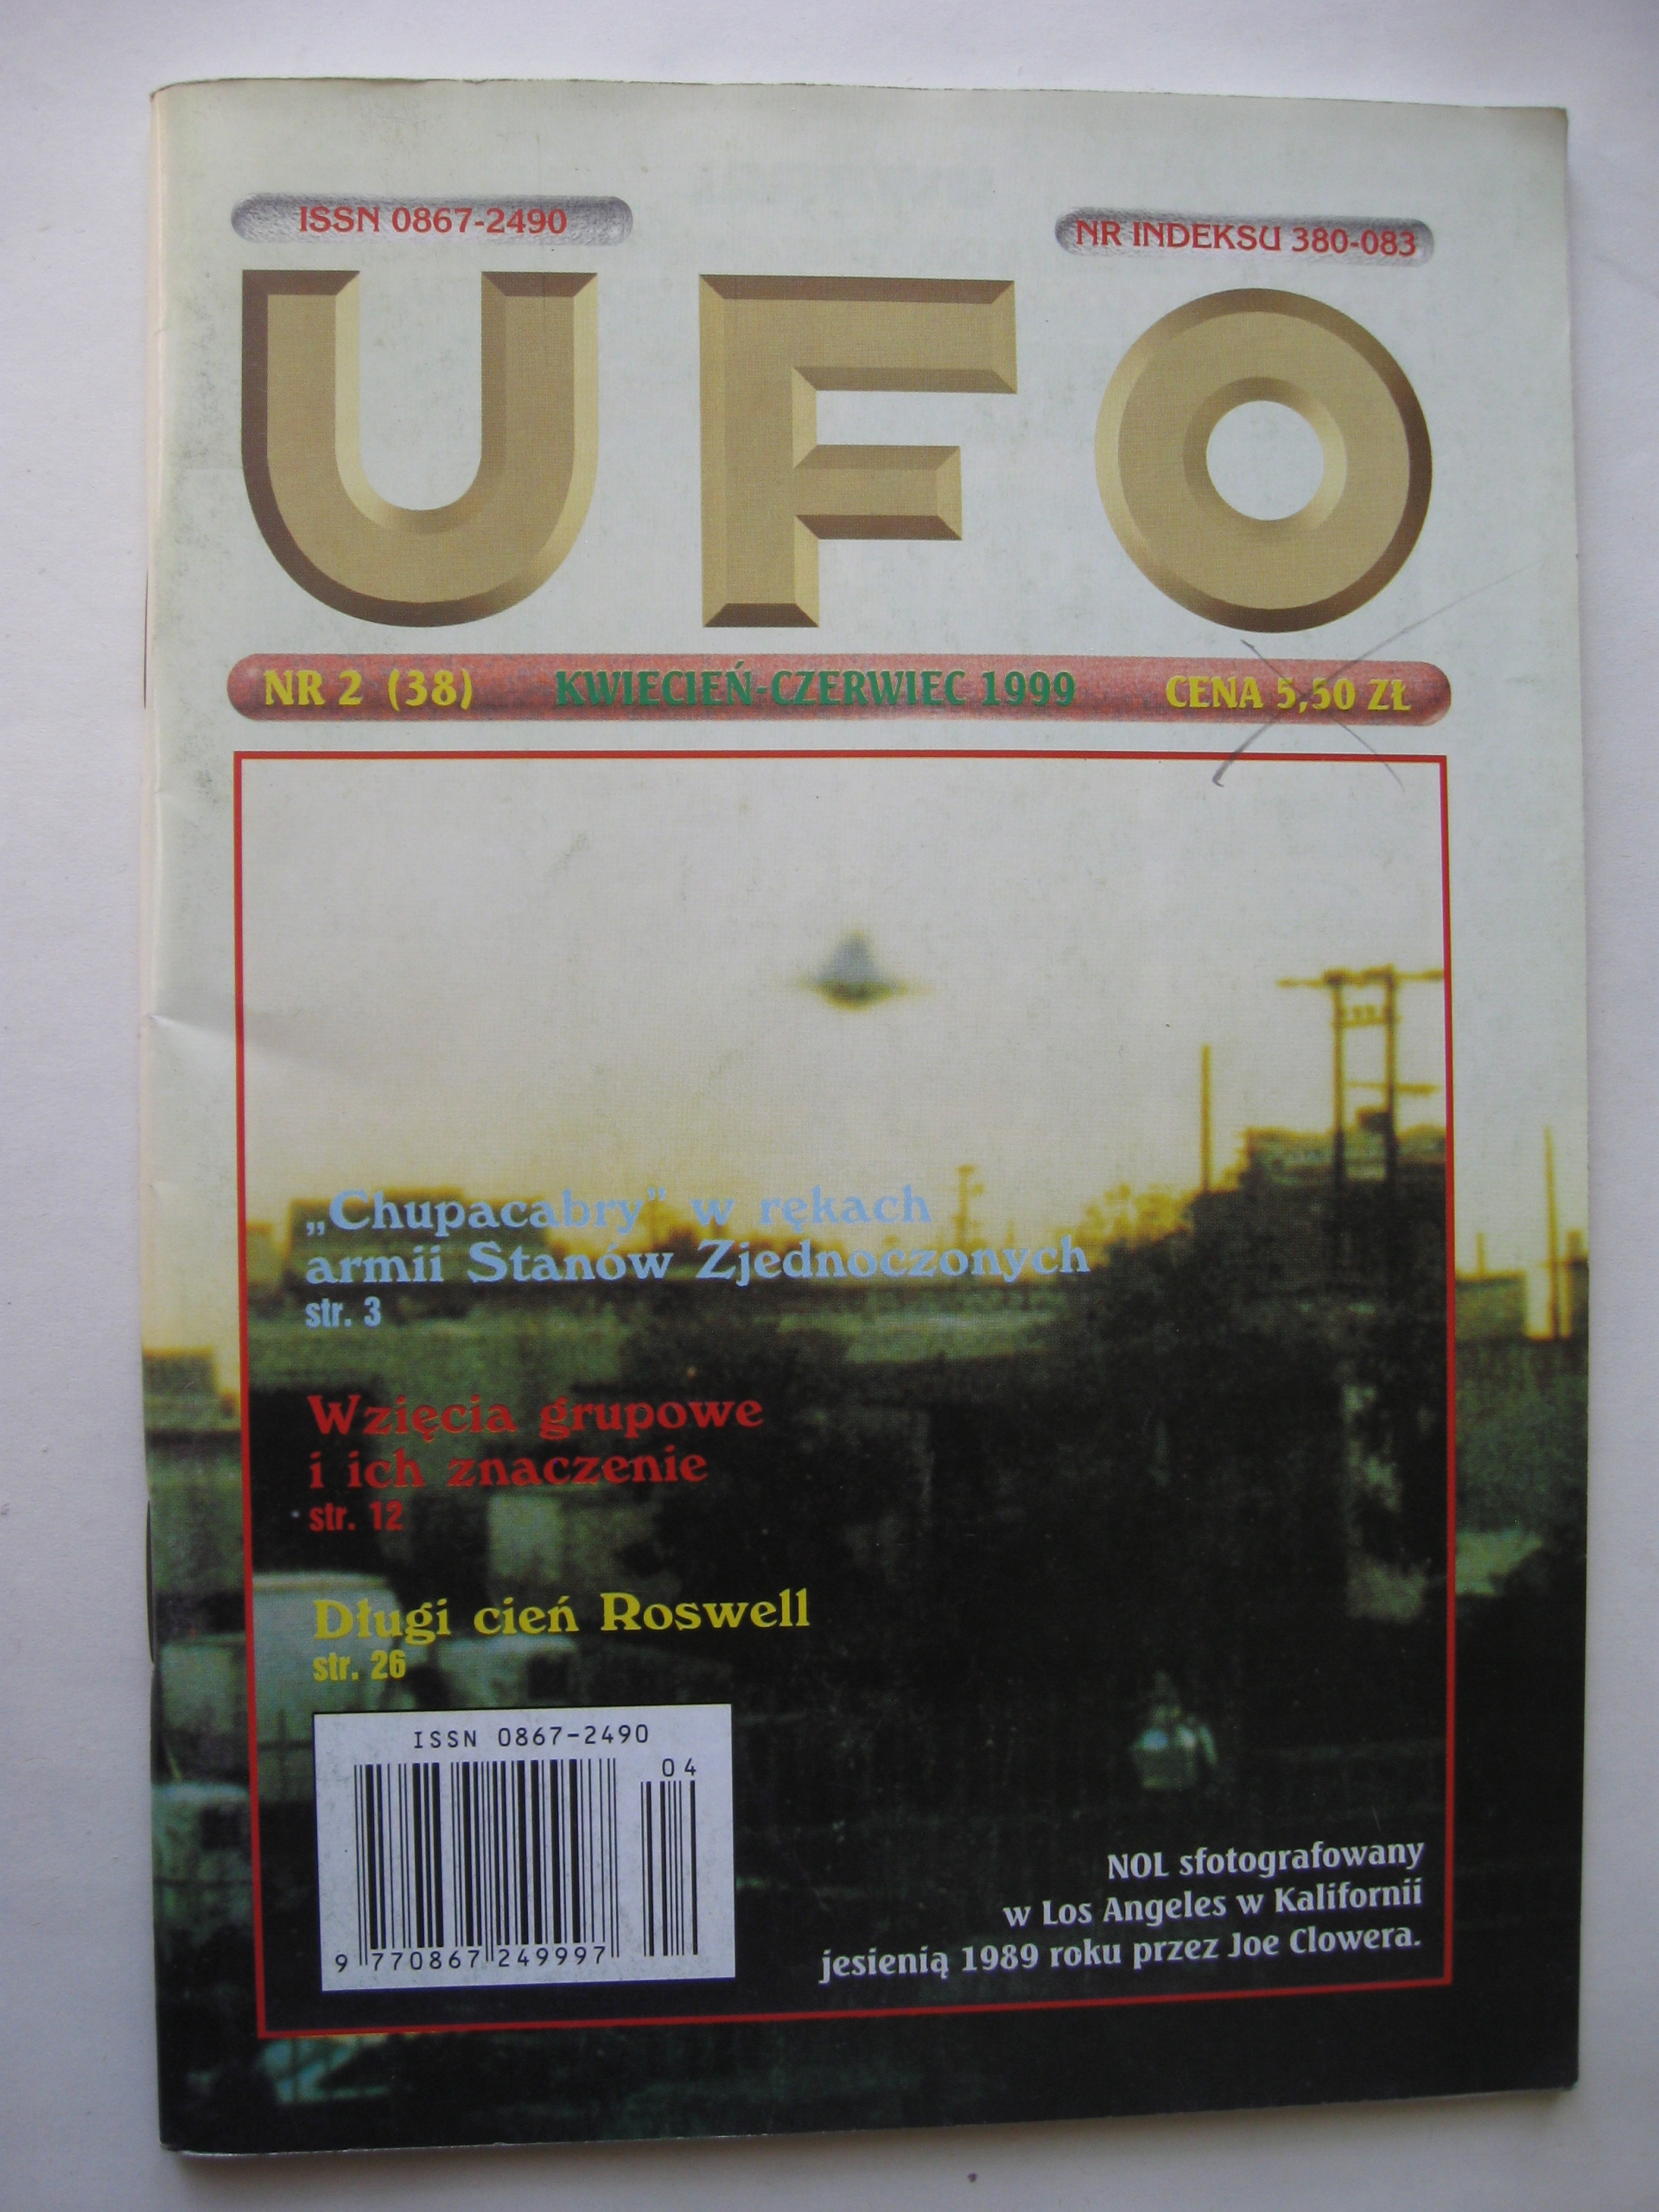 ISSN 0867-2490
NR INDEKSU 380-083
UFO
NR 2 (38) KWIECIEŃ-CZERWIEC 1999 CENA 5,50 ZŁ
„Chupacabry" w rękach
armii Stanów Zjednoczonych
str. 3
Wzięcia grupowe
i ich znaczenie
str. 12
Długi cień Roswell
str. 26
ISSN 0867-2490
04
9 770867 249997
NOL sfotografowany
w Los Angeles w Kalifornii
jesienią 1989 roku przez Joe Clowera.